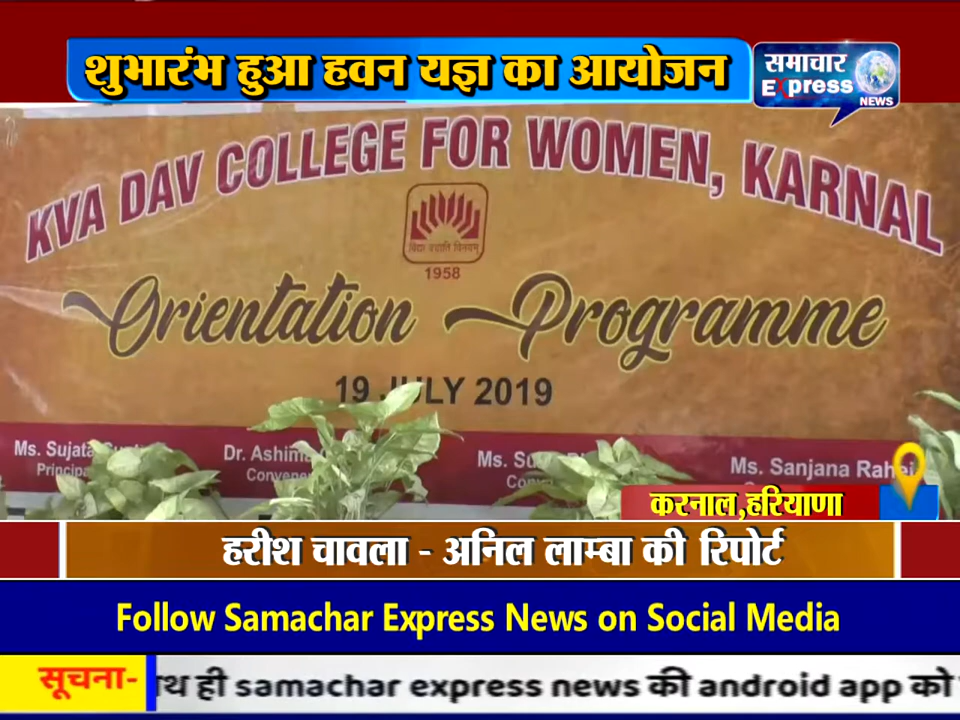 शुभारंभ हुआ हवन यज्ञ का आयोजन
समाचार
Express
NEWS
KVA DAV COLLEGE FOR WOMEN, KARNAL
विद्या ददाति विनयम्
1958
Orientation Programme
19 JULY 2019
Ms. Sujata
Dr. Ashima
Ms.
Ms. Sanjana
करनाल,हरियाणा
हरीश चावला - अनिल लाम्बा की रिपोर्ट
Follow Samachar Express News on Social Media
सूचना-
ही samachar express news की android app को